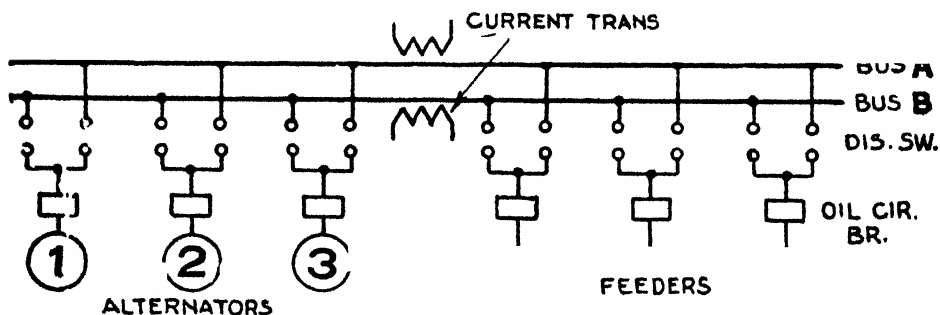 CURRENT TRANS
BUS A
BUS B
DIS. SW.
OIL CIR.
BR.
1 2 3
FEEDERS
ALTERNATORS